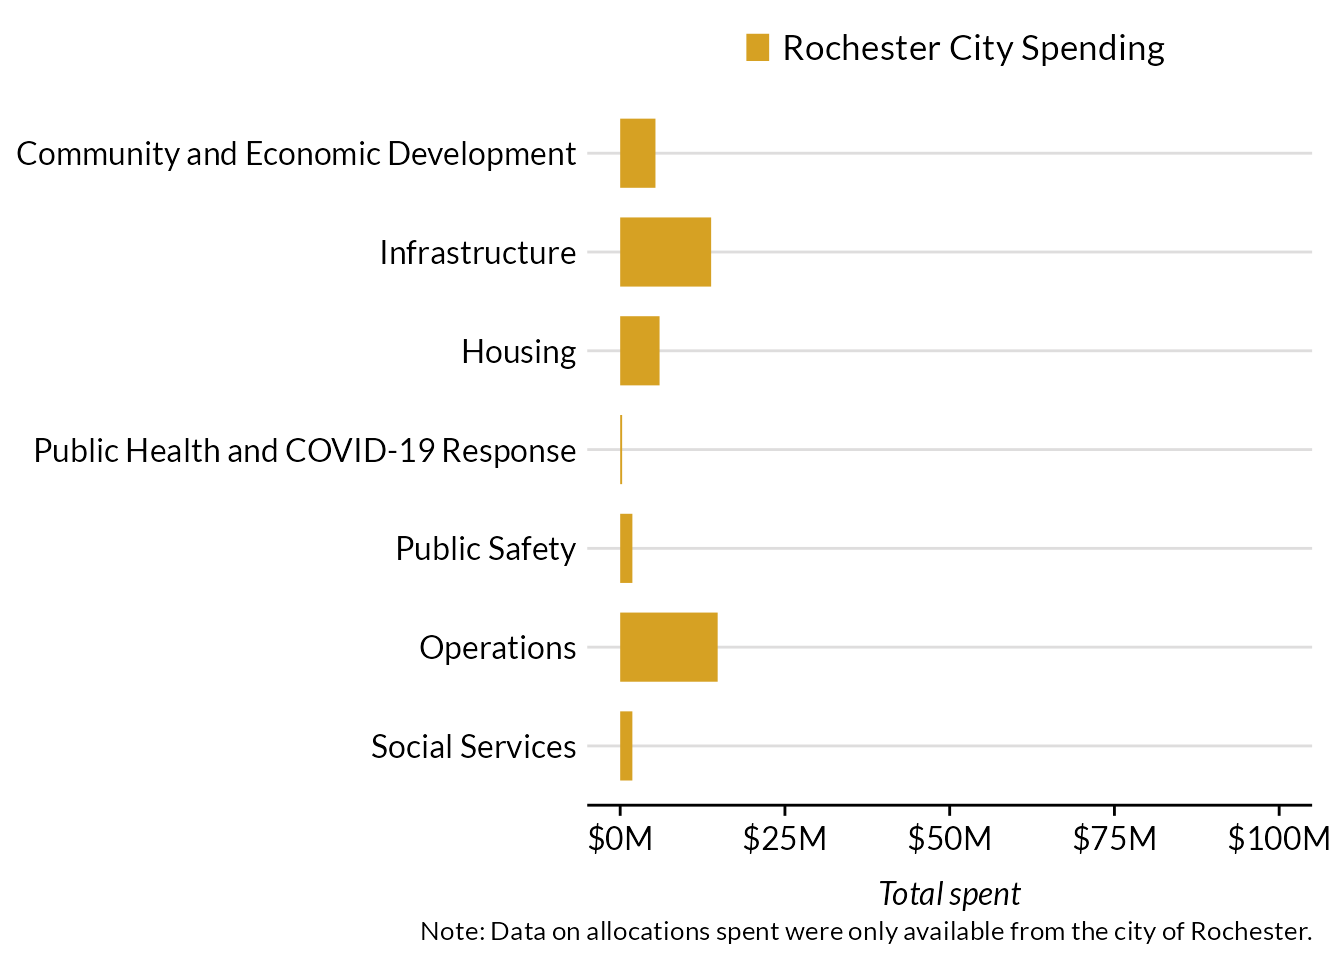 Rochester City Spending
Community and Economic Development
Infrastructure
Housing
Public Health and COVID-19 Response
Public Safety
Operations
Social Services
$0M $25M $50M $75M $100M
Total spent
Note: Data on allocations spent were only available from the city of Rochester.